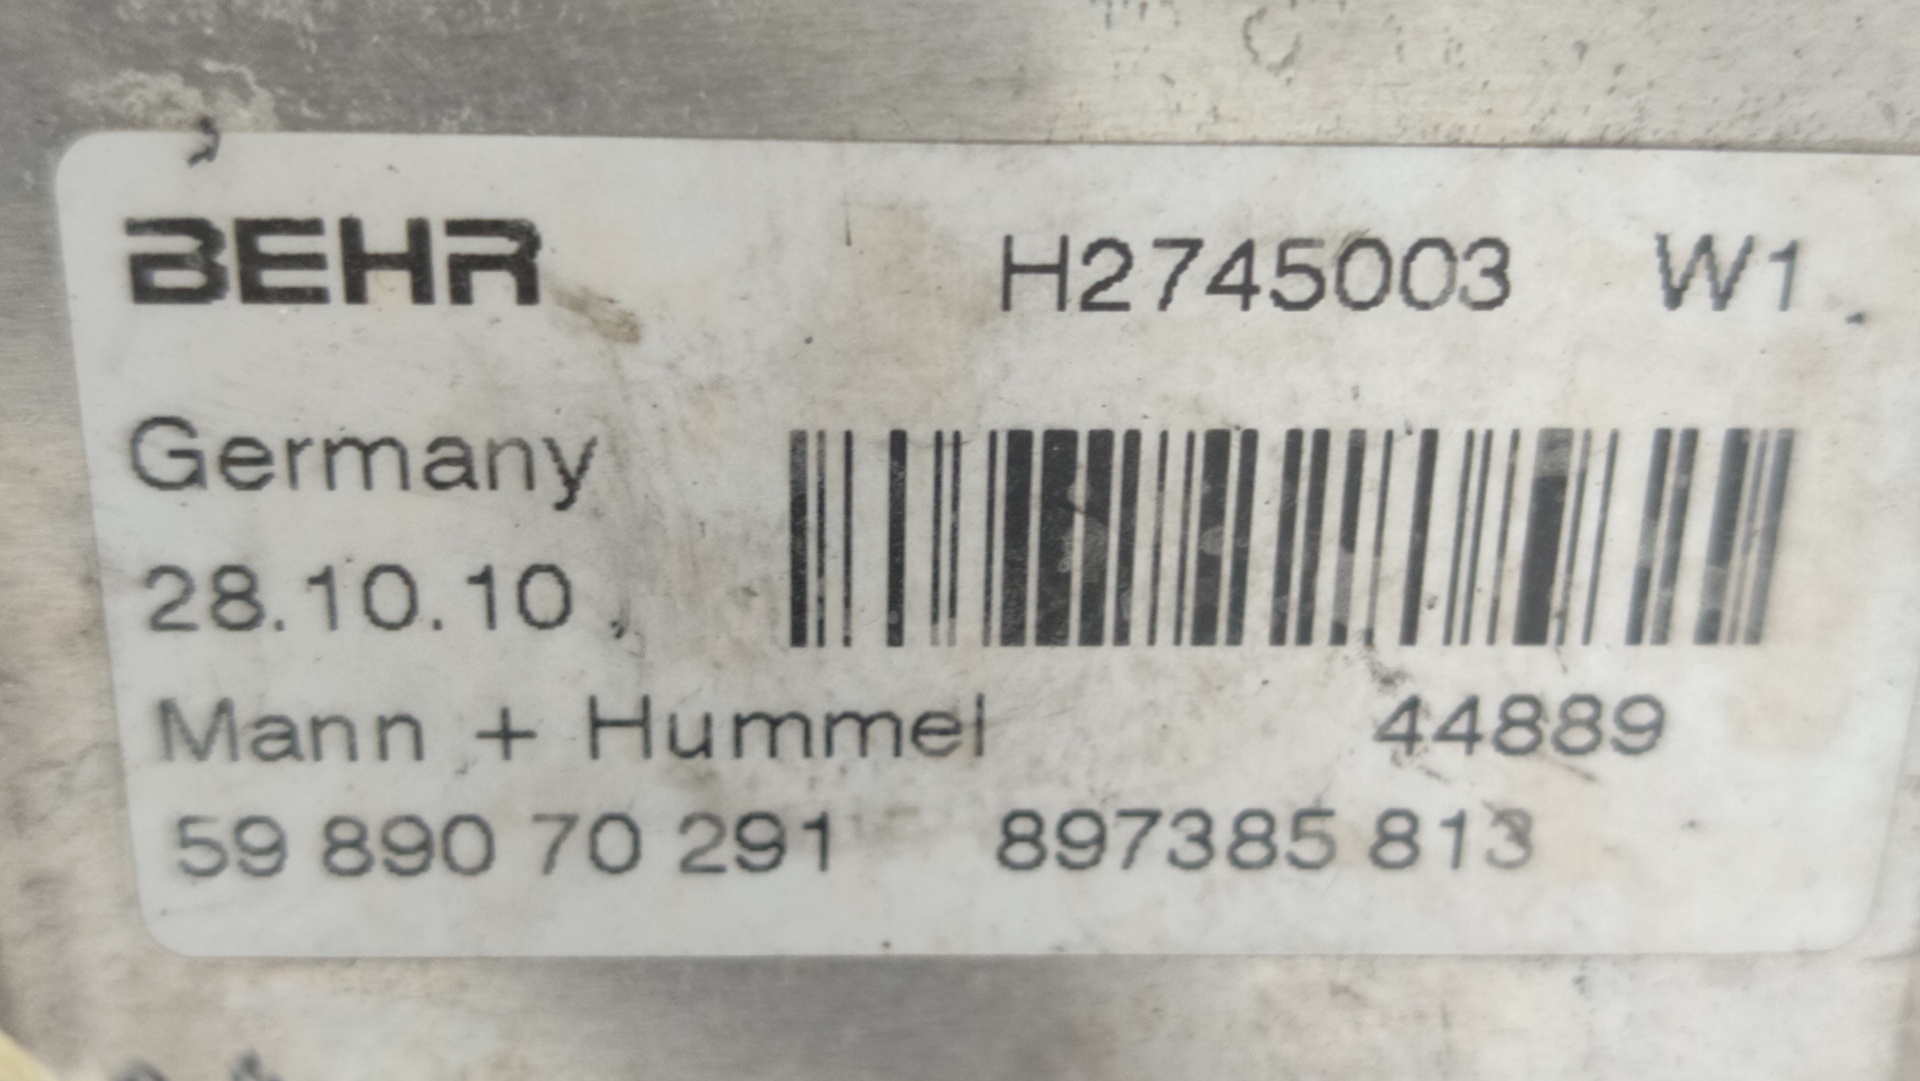 BEHR H2745003 W1
Germany
28.10.10
Mann + Hummel 44889
59 890 70 291 897385 813